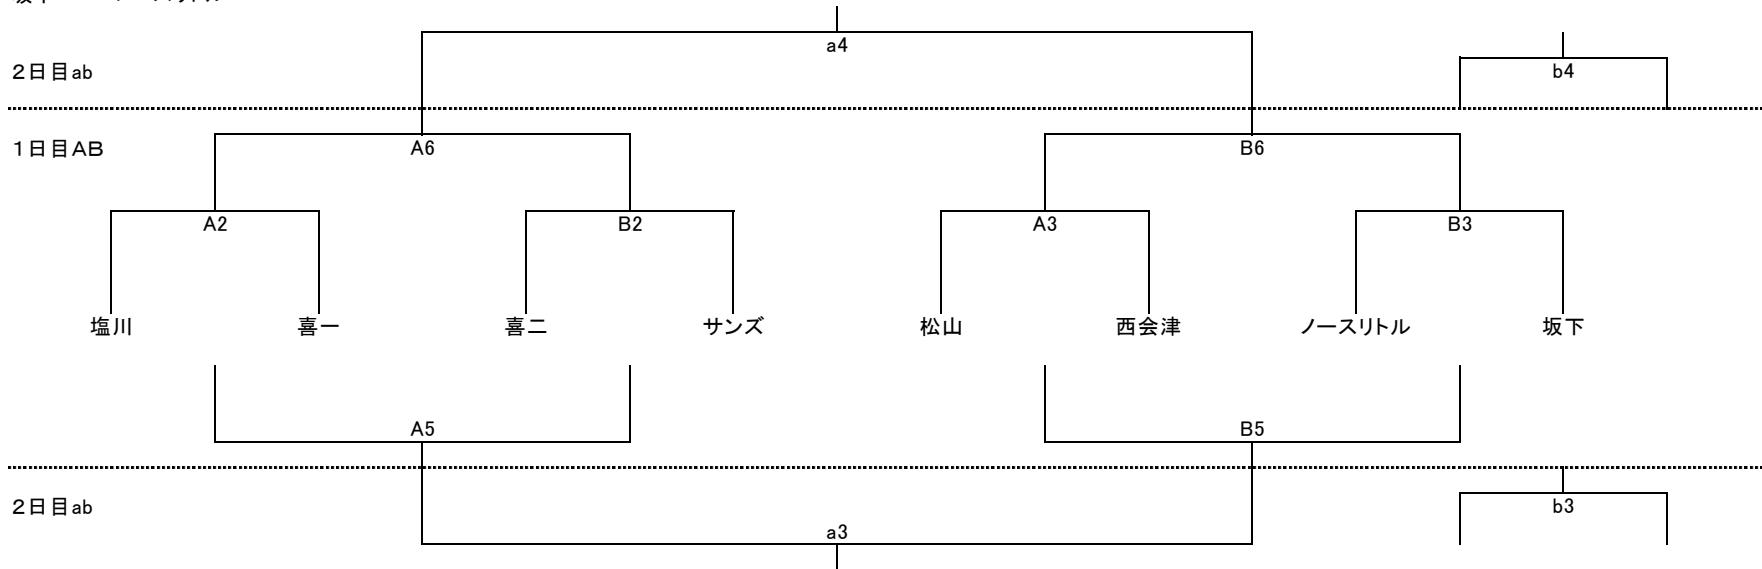 a4
2日目ab
b4
1日目AB
A6
B6
A2
B2
A3
B3
塩川
喜一
喜二
サンズ
松山
西会津
ノースリトル
坂下
A5
B5
2日目ab
b3
a3